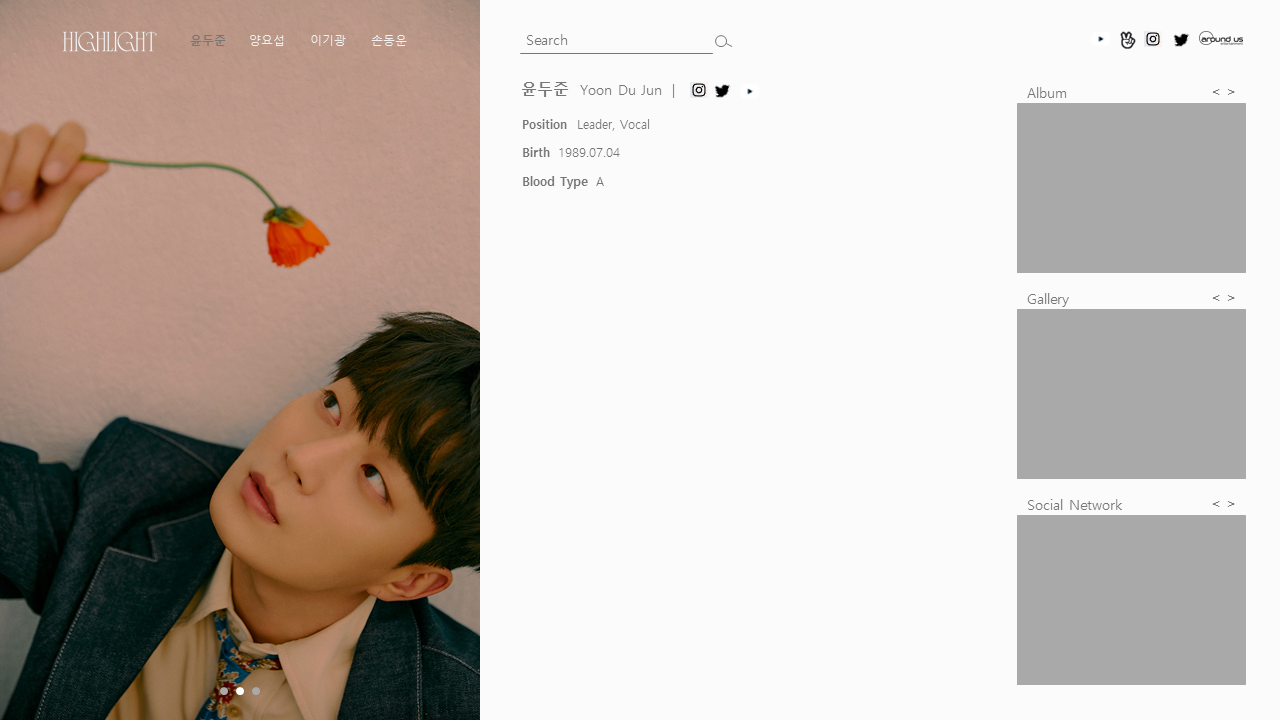 HIGHLIGHT 윤두준 양요섭 이기광 손동운
Search
around us
윤두준 Yoon Du Jun |
Position Leader, Vocal
Birth 1989.07.04
Blood Type A
Album < >
Gallery < >
Social Network < >